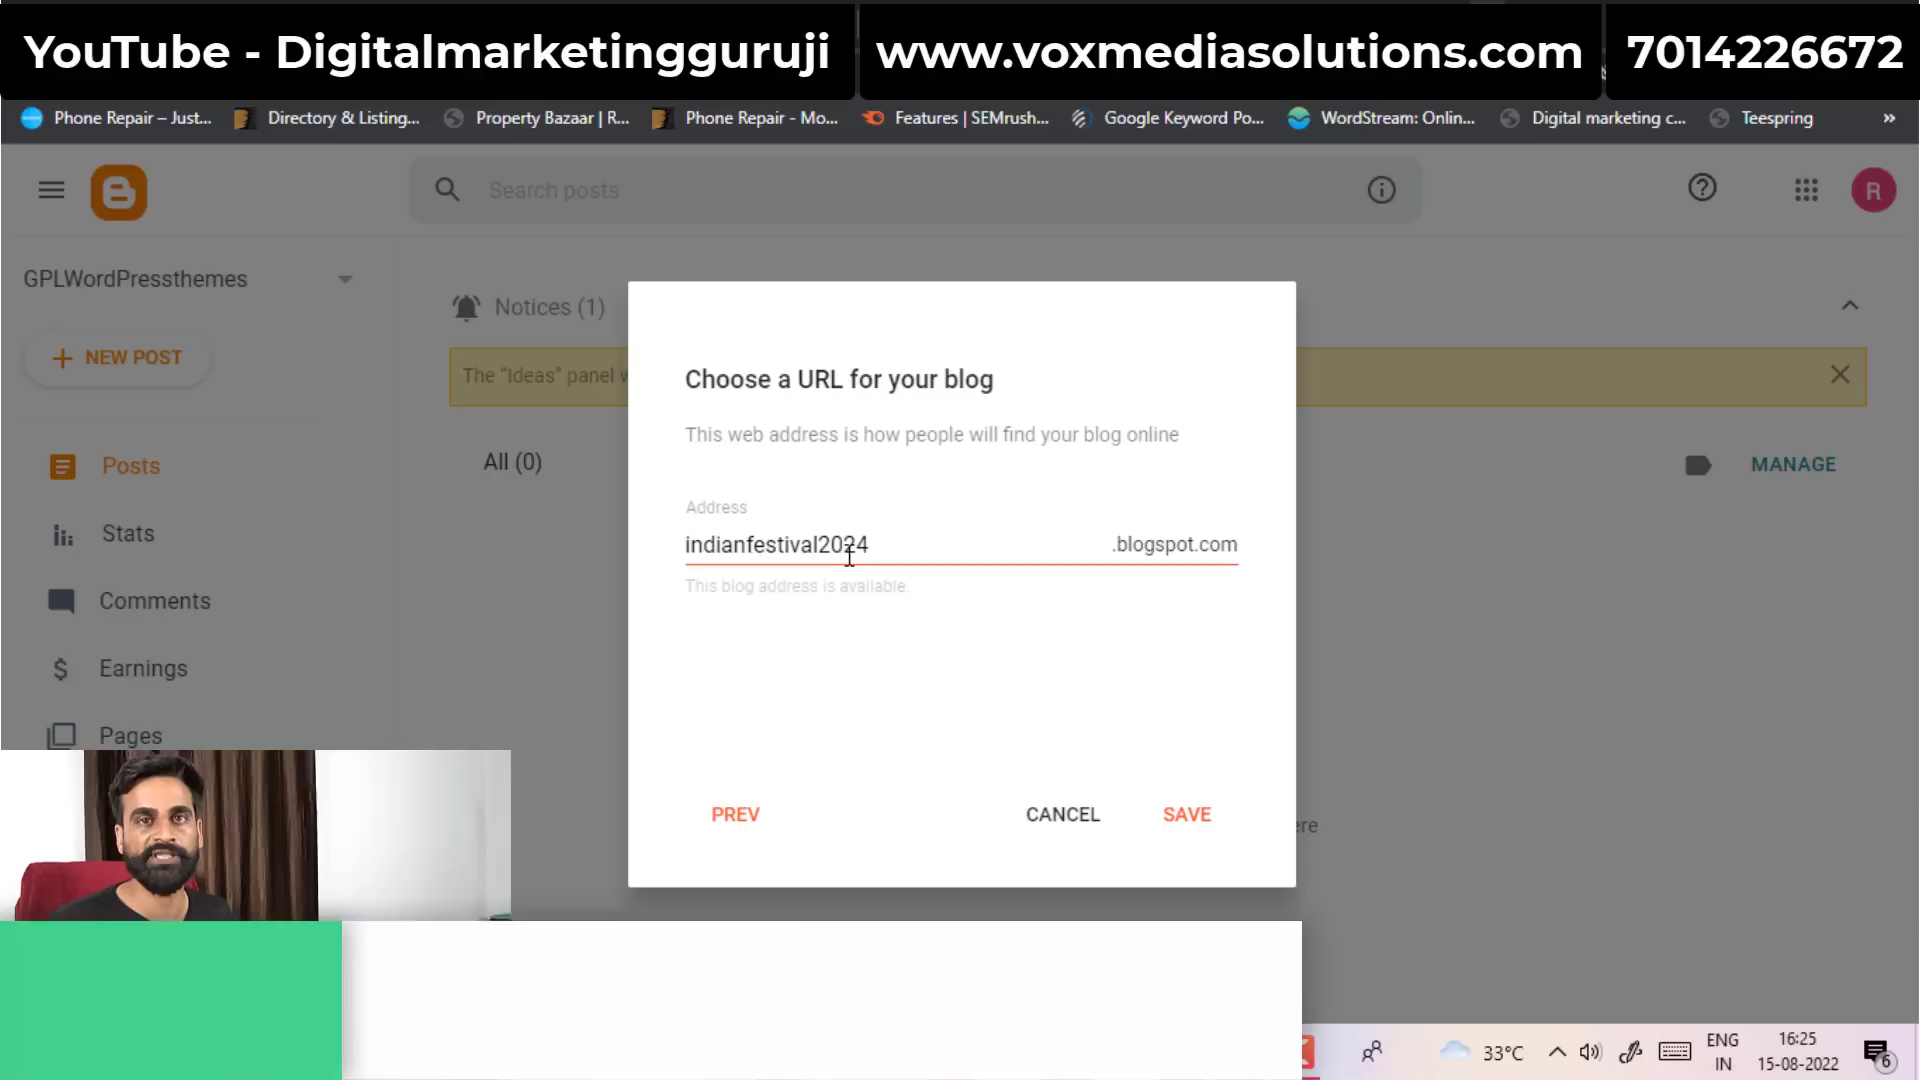 YouTube - Digitalmarketingguruji www.voxmediasolutions.com 7014226672
Phone Repair – Just... Directory & Listing... Property Bazaar | R... Phone Repair - Mo... Features | SEMrush... Google Keyword Po... WordStream: Onlin... Digital marketing c... Teespring »
Search posts
R
GPLWordPressthemes
Notices (1)
NEW POST
The "Ideas" panel
Choose a URL for your blog
This web address is how people will find your blog online
Posts
All (0)
MANAGE
Address
Stats
indianfestival2024 .blogspot.com
This blog address is available.
Comments
Earnings
Pages
PREV CANCEL SAVE
33°C
ENG
IN
16:25
15-08-2022
6